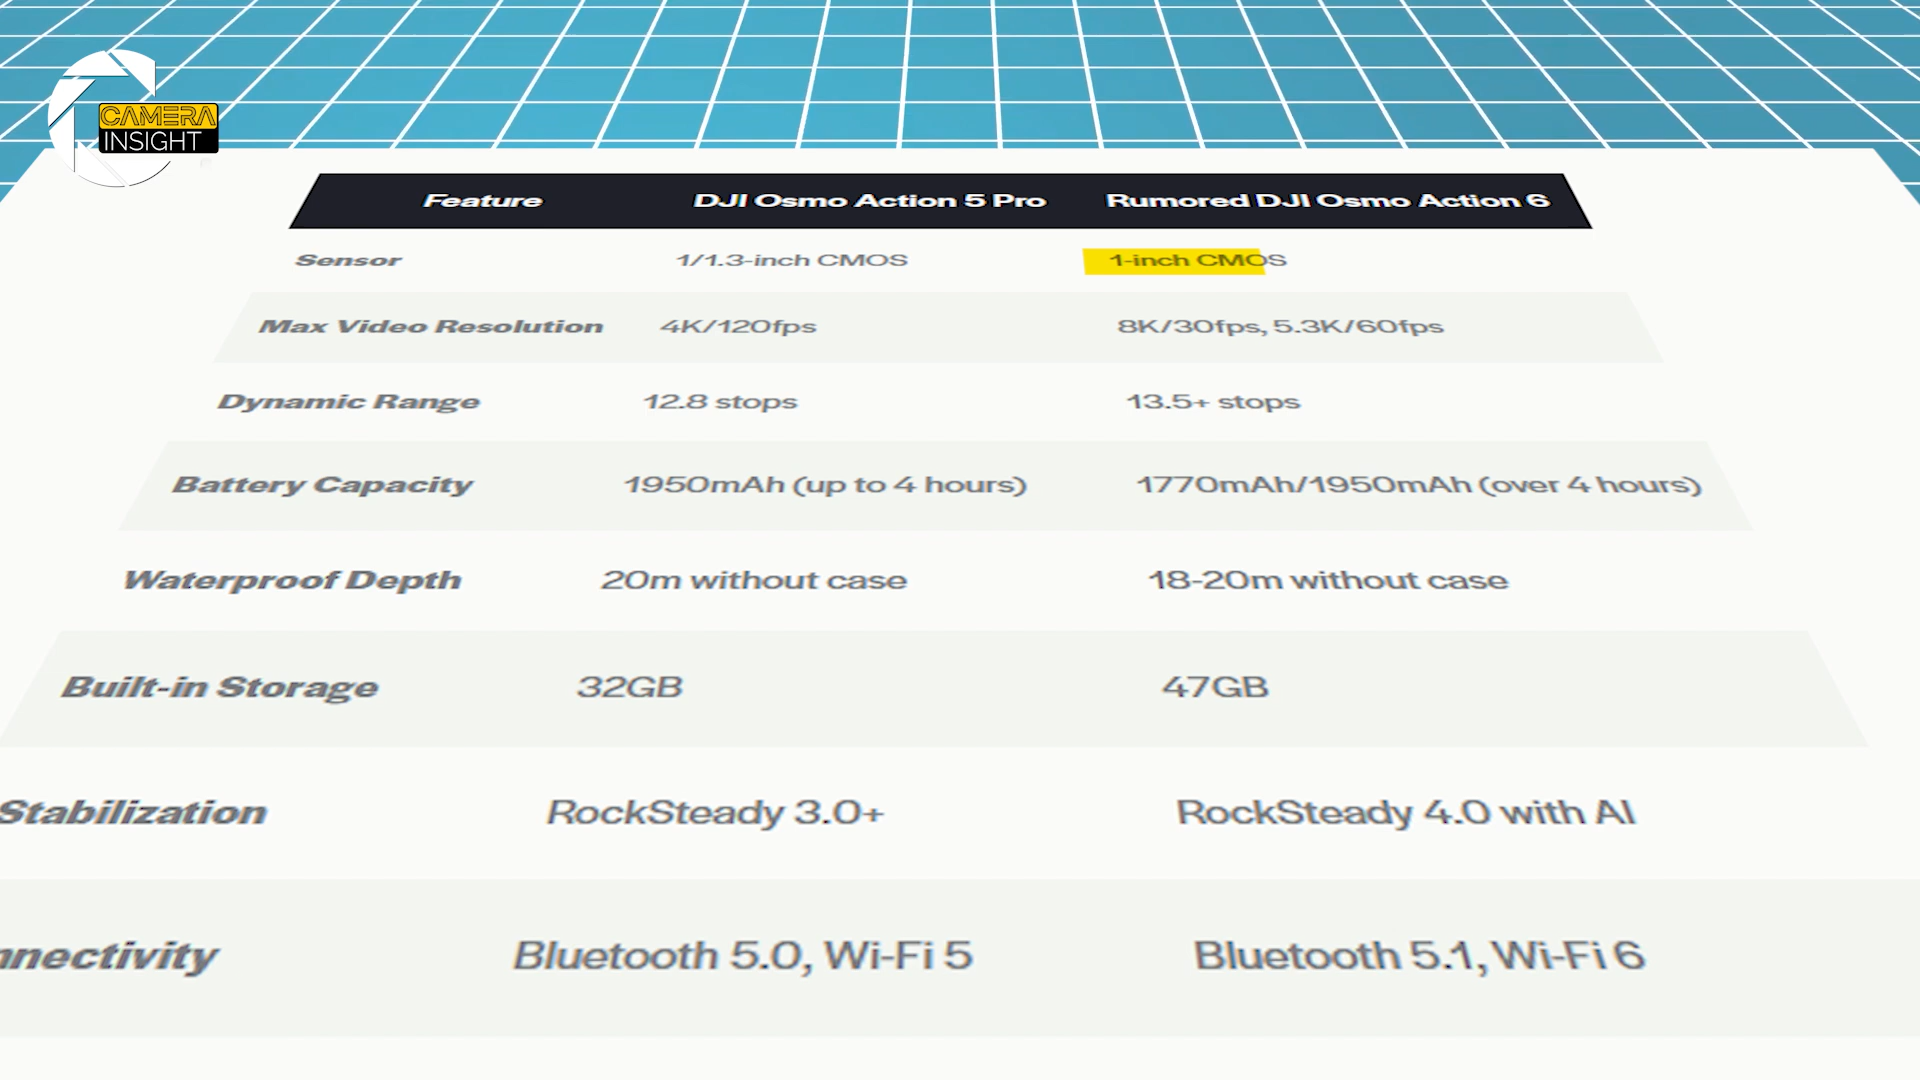 CAMERA
INSIGHT
Feature DJI Osmo Action 5 Pro Rumored DJI Osmo Action 6
Sensor 1/1.3-inch CMOS 1-inch CMOS
Max Video Resolution 4K/120fps 8K/30fps, 5.3K/60fps
Dynamic Range 12.8 stops 13.5+ stops
Battery Capacity 1950mAh (up to 4 hours) 1770mAh/1950mAh (over 4 hours)
Waterproof Depth 20m without case 18-20m without case
Built-in Storage 32GB 47GB
Stabilization RockSteady 3.0+ RockSteady 4.0 with AI
nnectivity Bluetooth 5.0, Wi-Fi 5 Bluetooth 5.1, Wi-Fi 6